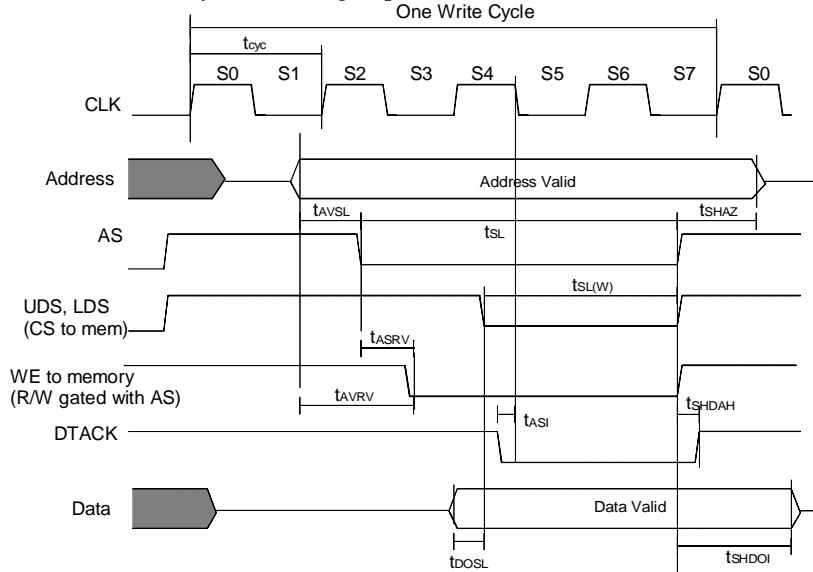 One Write Cycle
tcyc
S0 S1 S2 S3 S4 S5 S6 S7 S0
CLK
Address
Address Valid
tAVSL
tSHAZ
AS
tSL
UDS, LDS
(CS to mem)
tSL(W)
tASRV
WE to memory
(R/W gated with AS)
tAVRV
tSHDAH
tASI
DTACK
Data
Data Valid
tDOSL
tSHDOI